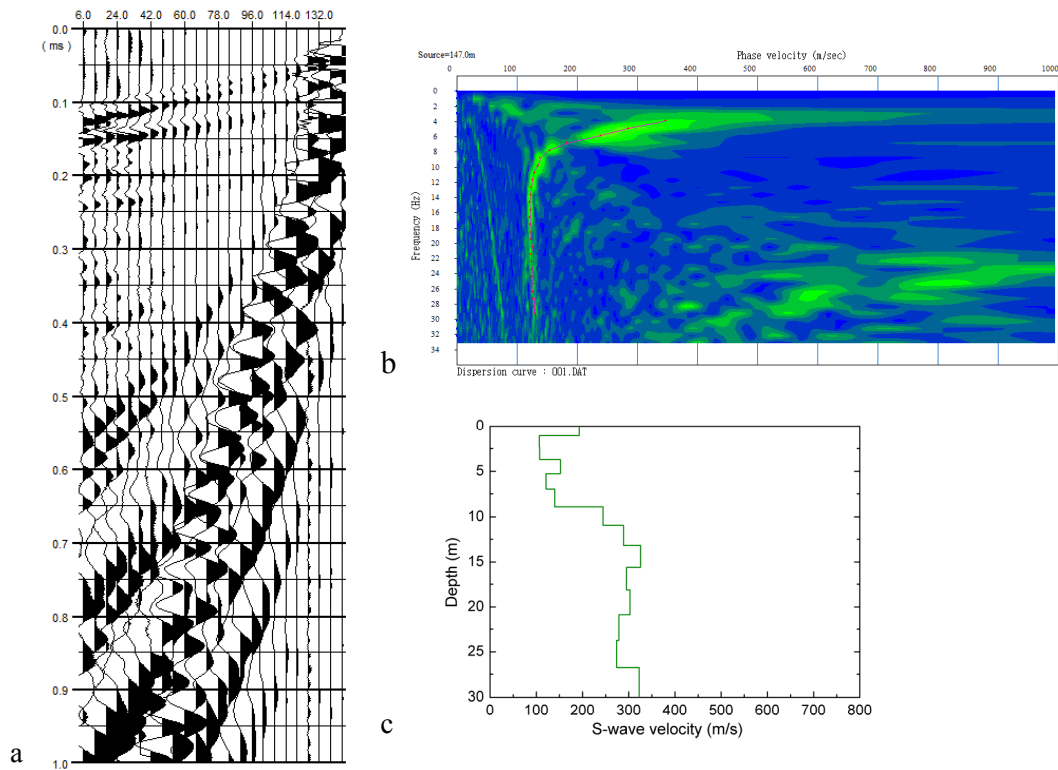 6.0 24.0 42.0 60.0 78.0 96.0 114.0 132.0
0.0
( ms )
0.1
0.2
0.3
0.4
0.5
0.6
0.7
0.8
0.9
1.0
a
Source=147.0m
Phase velocity (m/sec)
0 100 200 300 400 500 600 700 800 900 1000
0
2
4
6
8
10
12
14
16
18
20
22
24
26
28
30
32
34
Frequency (Hz)
Dispersion curve : 001.DAT
b
0
5
10
15
20
25
30
Depth (m)
0 100 200 300 400 500 600 700 800
S-wave velocity (m/s)
c